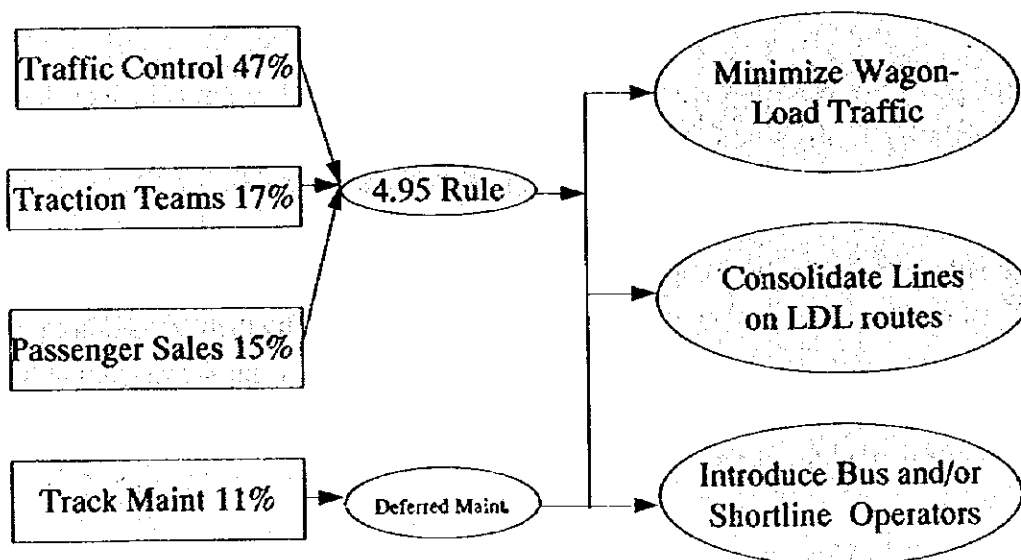 Traffic Control 47%
Traction Teams 17%
Passenger Sales 15%
Track Maint 11%
4.95 Rule
Deferred Maint.
Minimize Wagon-
Load Traffic
Consolidate Lines
on LDL routes
Introduce Bus and/or
Shortline Operators